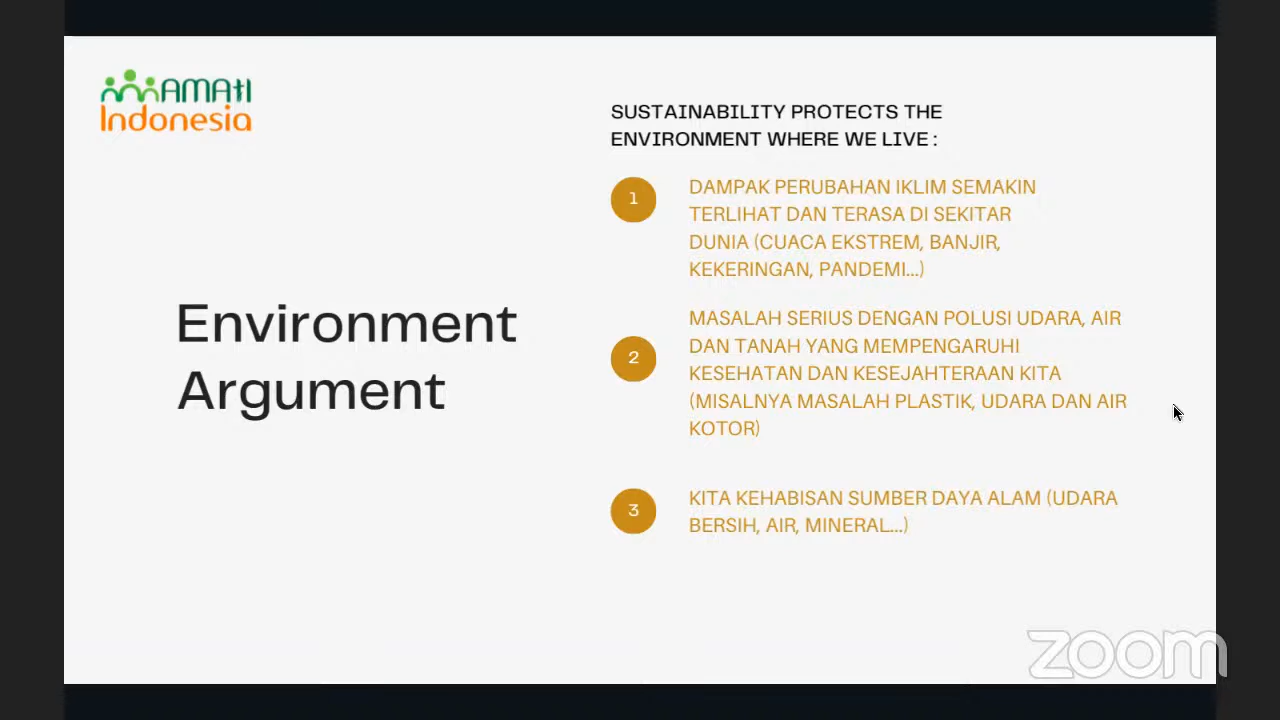 AMAtI
Indonesia
SUSTAINABILITY PROTECTS THE
ENVIRONMENT WHERE WE LIVE :
Environment
Argument
1
DAMPAK PERUBAHAN IKLIM SEMAKIN
TERLIHAT DAN TERASA DI SEKITAR
DUNIA (CUACA EKSTREM, BANJIR,
KEKERINGAN, PANDEMI...)
2
MASALAH SERIUS DENGAN POLUSI UDARA, AIR
DAN TANAH YANG MEMPENGARUHI
KESEHATAN DAN KESEJAHTERAAN KITA
(MISALNYA MASALAH PLASTIK, UDARA DAN AIR
KOTOR)
3
KITA KEHABISAN SUMBER DAYA ALAM (UDARA
BERSIH, AIR, MINERAL...)
zoom